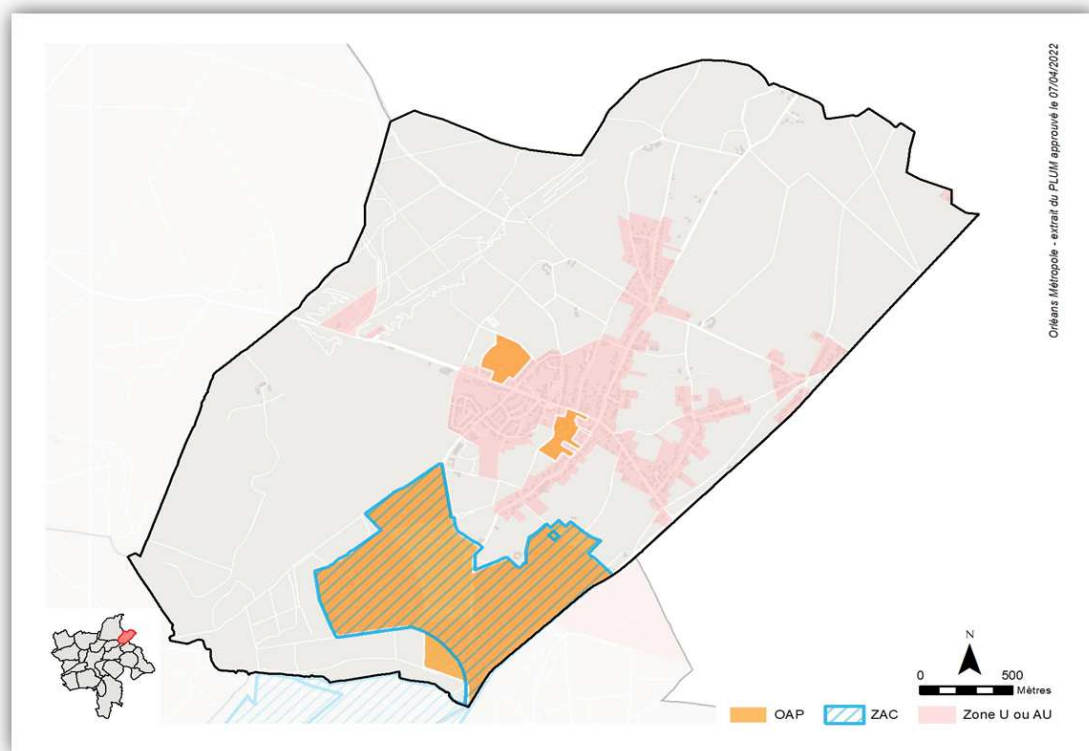 Orléans Métropole - extrait du PLUM approuvé le 07/04/2022
N
0 500
Mètres
OAP ZAC Zone U ou AU